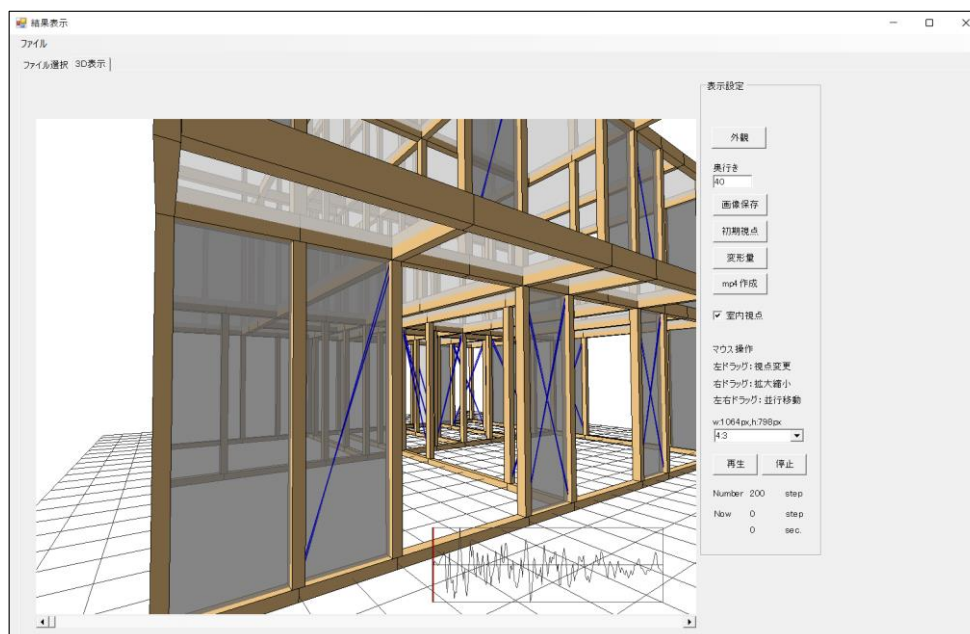 結果表示
ファイル
ファイル選択 3D表示
表示設定
外観
奥行き
40
画像保存
初期視点
変形量
mp4作成
室内視点
マウス操作
左ドラッグ：視点変更
右ドラッグ：拡大縮小
左右ドラッグ：並行移動
w:1064px,h:798px
4:3
再生 停止
Number 200 step
Now 0 step
0 sec.